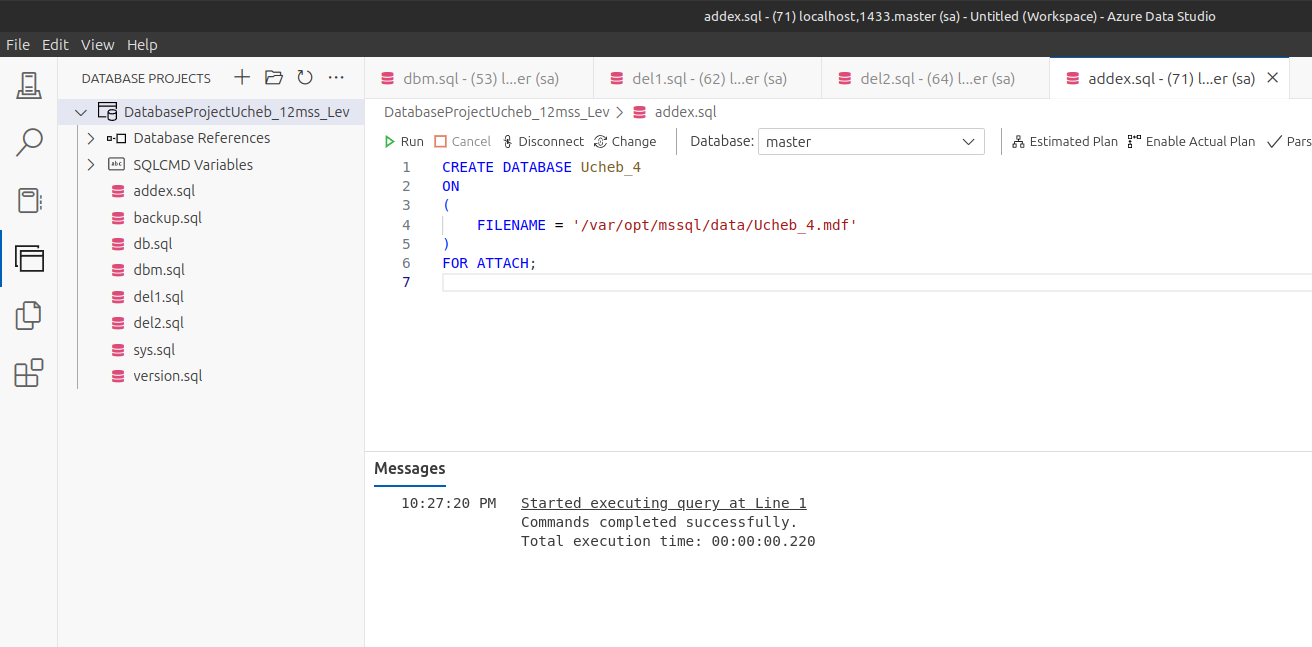 addex.sql - (71) localhost,1433.master (sa) - Untitled (Workspace) - Azure Data Studio
File Edit View Help
DATABASE PROJECTS
DatabaseProjectUcheb_12mss_Lev
Database References
SQLCMD Variables
addex.sql
backup.sql
db.sql
dbm.sql
del1.sql
del2.sql
sys.sql
version.sql
dbm.sql - (53) l...er (sa)
del1.sql - (62) l...er (sa)
del2.sql - (64) l...er (sa)
addex.sql - (71) l...er (sa)
DatabaseProjectUcheb_12mss_Lev > addex.sql
Run Cancel Disconnect Change Database: master Estimated Plan Enable Actual Plan Pars
1 CREATE DATABASE Ucheb_4
2 ON
3 (
4 FILENAME = '/var/opt/mssql/data/Ucheb_4.mdf'
5 )
6 FOR ATTACH;
7
Messages
10:27:20 PM Started executing query at Line 1
Commands completed successfully.
Total execution time: 00:00:00.220